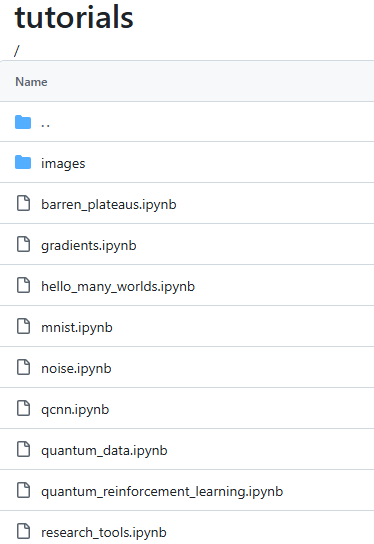 tutorials
/
Name
..
images
barren_plateaus.ipynb
gradients.ipynb
hello_many_worlds.ipynb
mnist.ipynb
noise.ipynb
qcnn.ipynb
quantum_data.ipynb
quantum_reinforcement_learning.ipynb
research_tools.ipynb